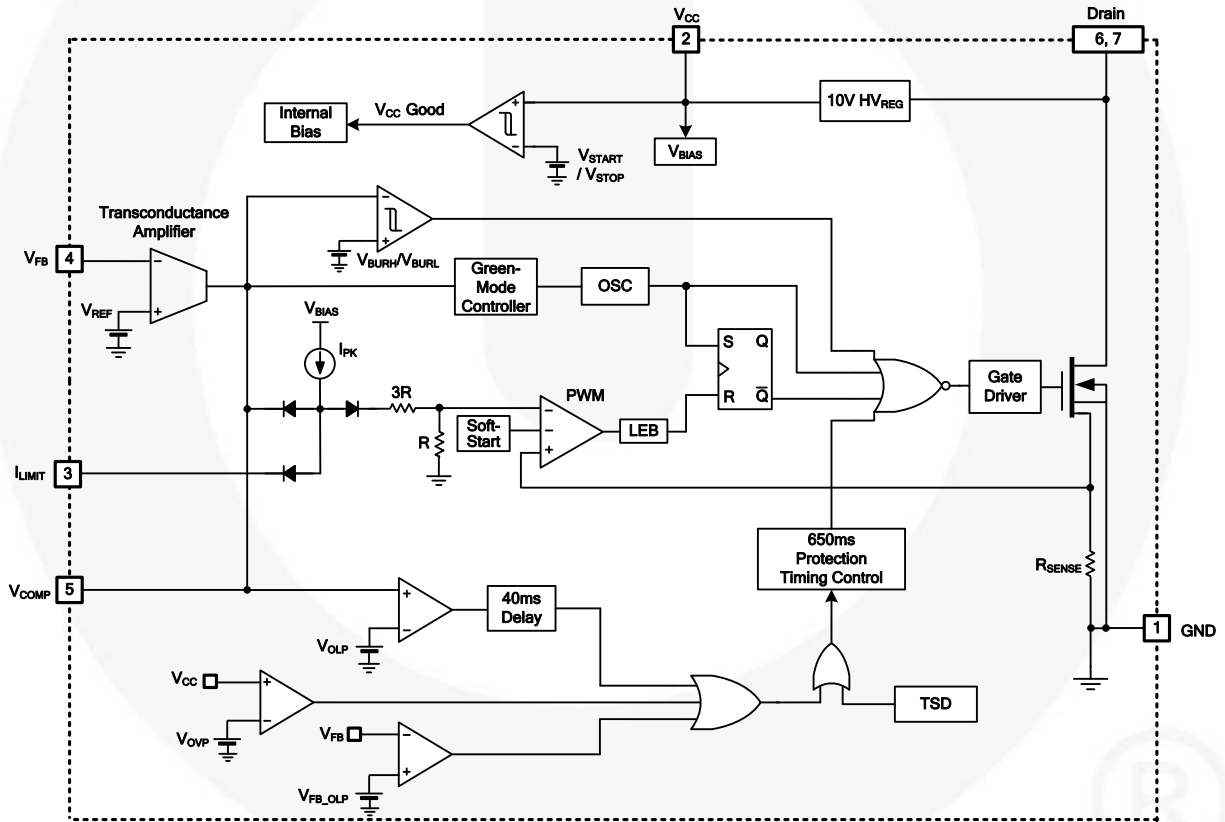 VCC
Drain
2
6, 7
10V HVREG
Internal
Bias
VCC Good
+
-
VSTART
/ VSTOP
VBIAS
Transconductance
Amplifier
VFB
4
-
+
VREF
-
+
VBURH/VBURL
Green-
Mode
Controller
OSC
VBIAS
IPK
S Q
R Q
3R
R
Soft-
Start
PWM
-
-
+
LEB
Gate
Driver
ILIMIT
3
650ms
Protection
Timing Control
RSENSE
VCOMP
5
+
-
40ms
Delay
VOLP
1
GND
VCC
+
-
VOVP
VFB
-
+
VFB_OLP
TSD
R